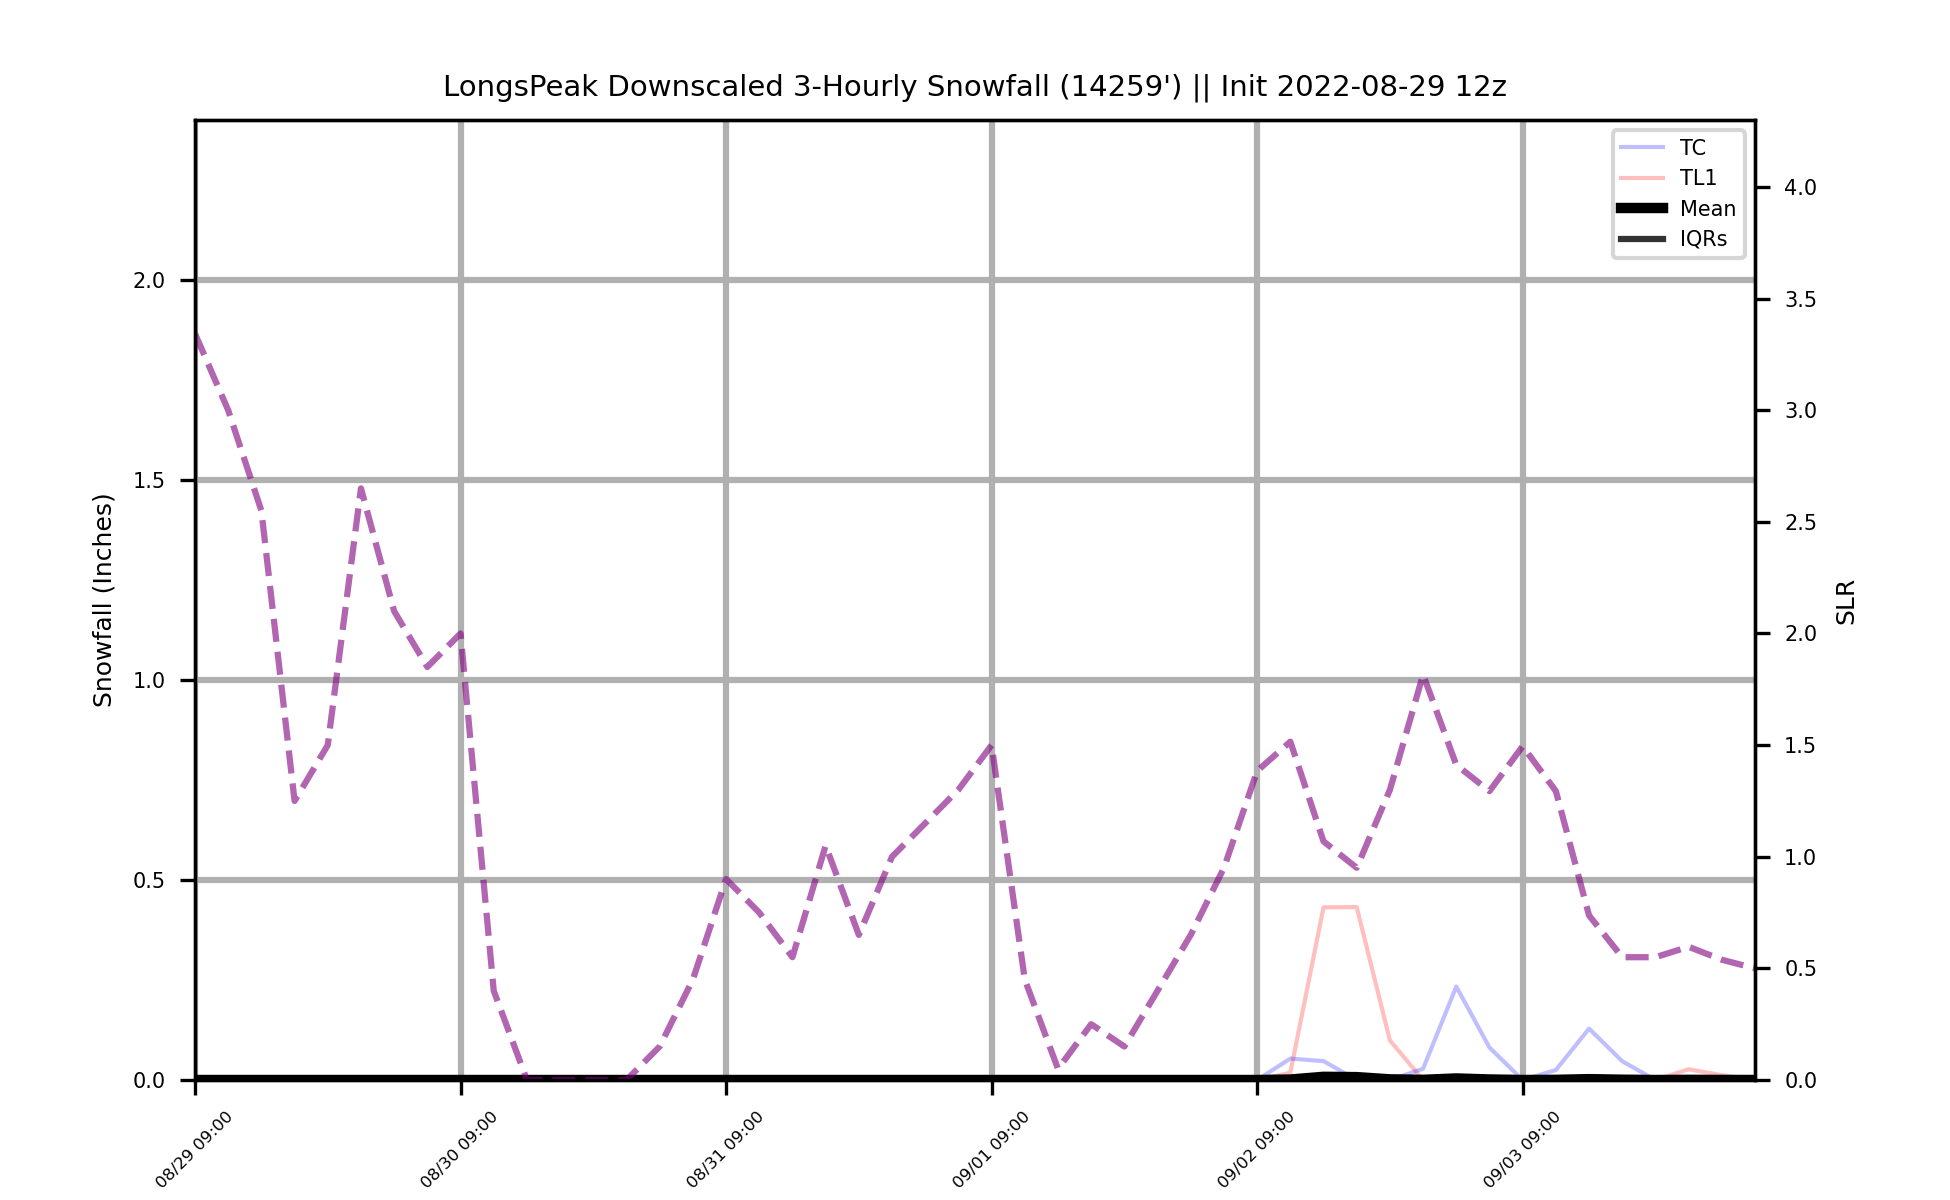 LongsPeak Downscaled 3-Hourly Snowfall (14259') || Init 2022-08-29 12z
TC
TL1
Mean
IQRs
Snowfall (Inches)
2.0
1.5
1.0
0.5
0.0
4.0
3.5
3.0
2.5
2.0
1.5
1.0
0.5
0.0
SLR
08/29 09:00
08/30 09:00
08/31 09:00
09/01 09:00
09/02 09:00
09/03 09:00